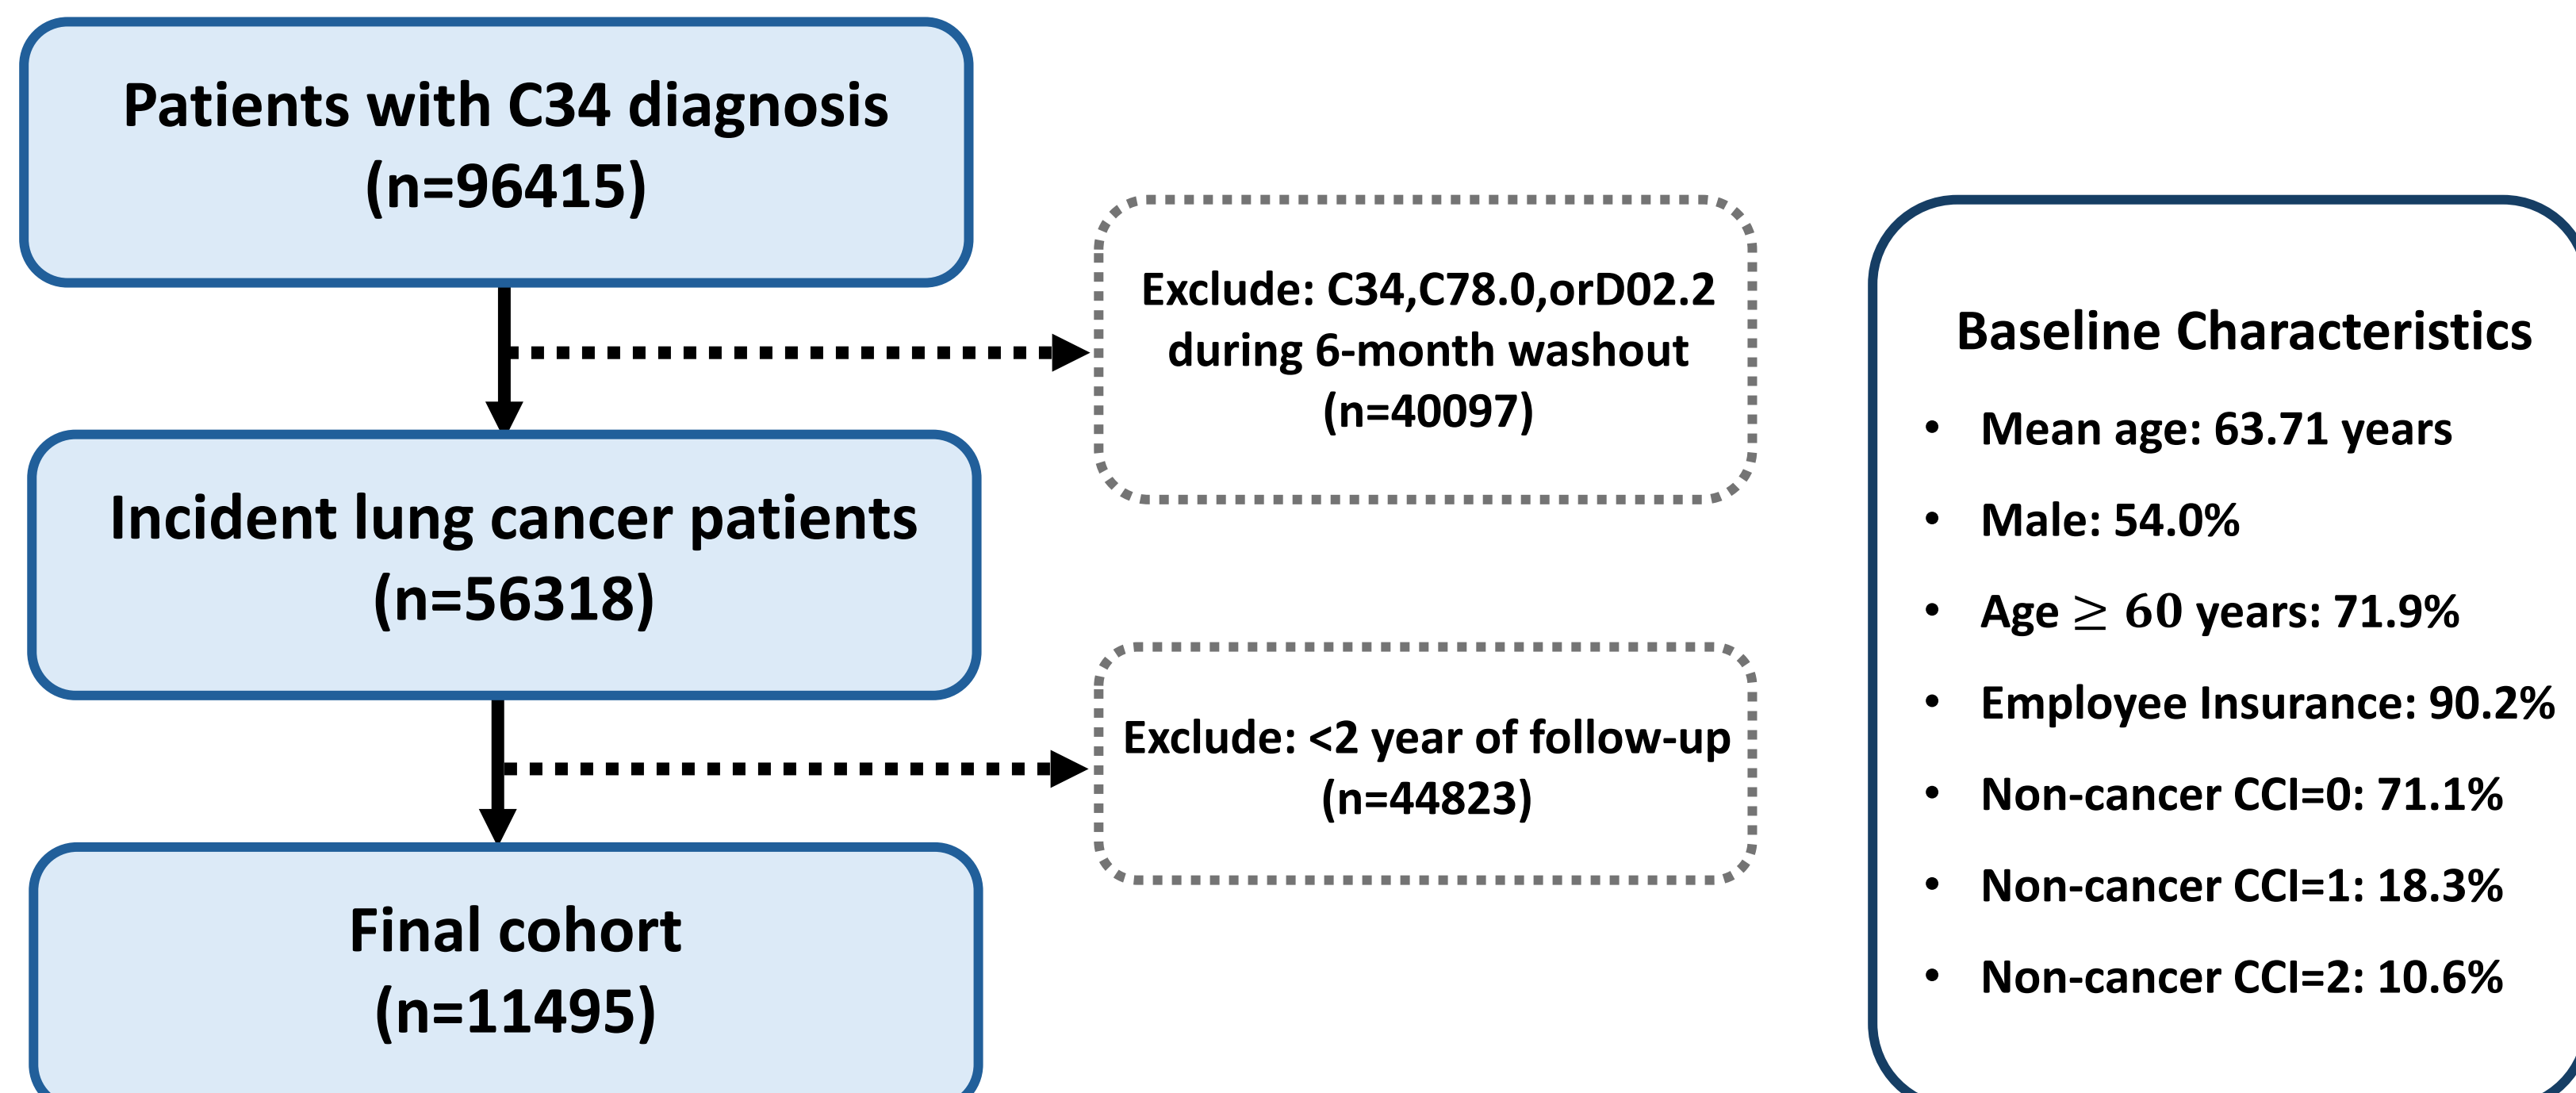 Patients with C34 diagnosis
(n=96415)
Exclude: C34,C78.0,orD02.2
during 6-month washout
(n=40097)
Incident lung cancer patients
(n=56318)
Exclude: <2 year of follow-up
(n=44823)
Final cohort
(n=11495)
Baseline Characteristics
• Mean age: 63.71 years
• Male: 54.0%
• Age ≥ 60 years: 71.9%
• Employee Insurance: 90.2%
• Non-cancer CCI=0: 71.1%
• Non-cancer CCI=1: 18.3%
• Non-cancer CCI=2: 10.6%